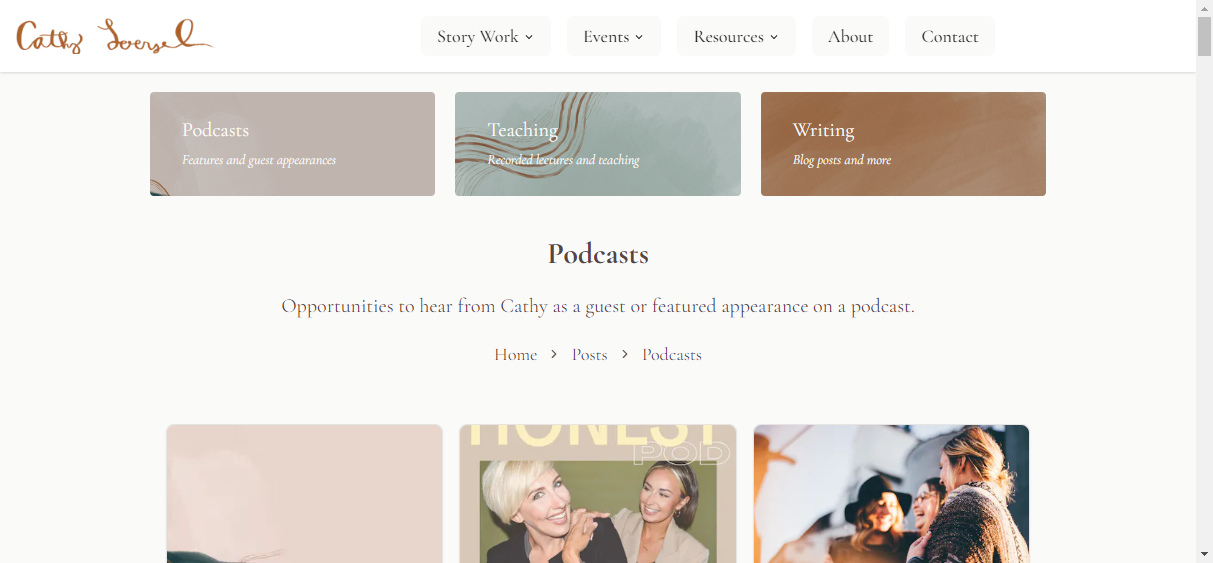 Cathy Loerzel
Story Work
Events
Resources
About
Contact
Podcasts
Features and guest appearances
Teaching
Recorded lectures and teaching
Writing
Blog posts and more
Podcasts
Opportunities to hear from Cathy as a guest or featured appearance on a podcast.
Home > Posts > Podcasts
HONEST
POD